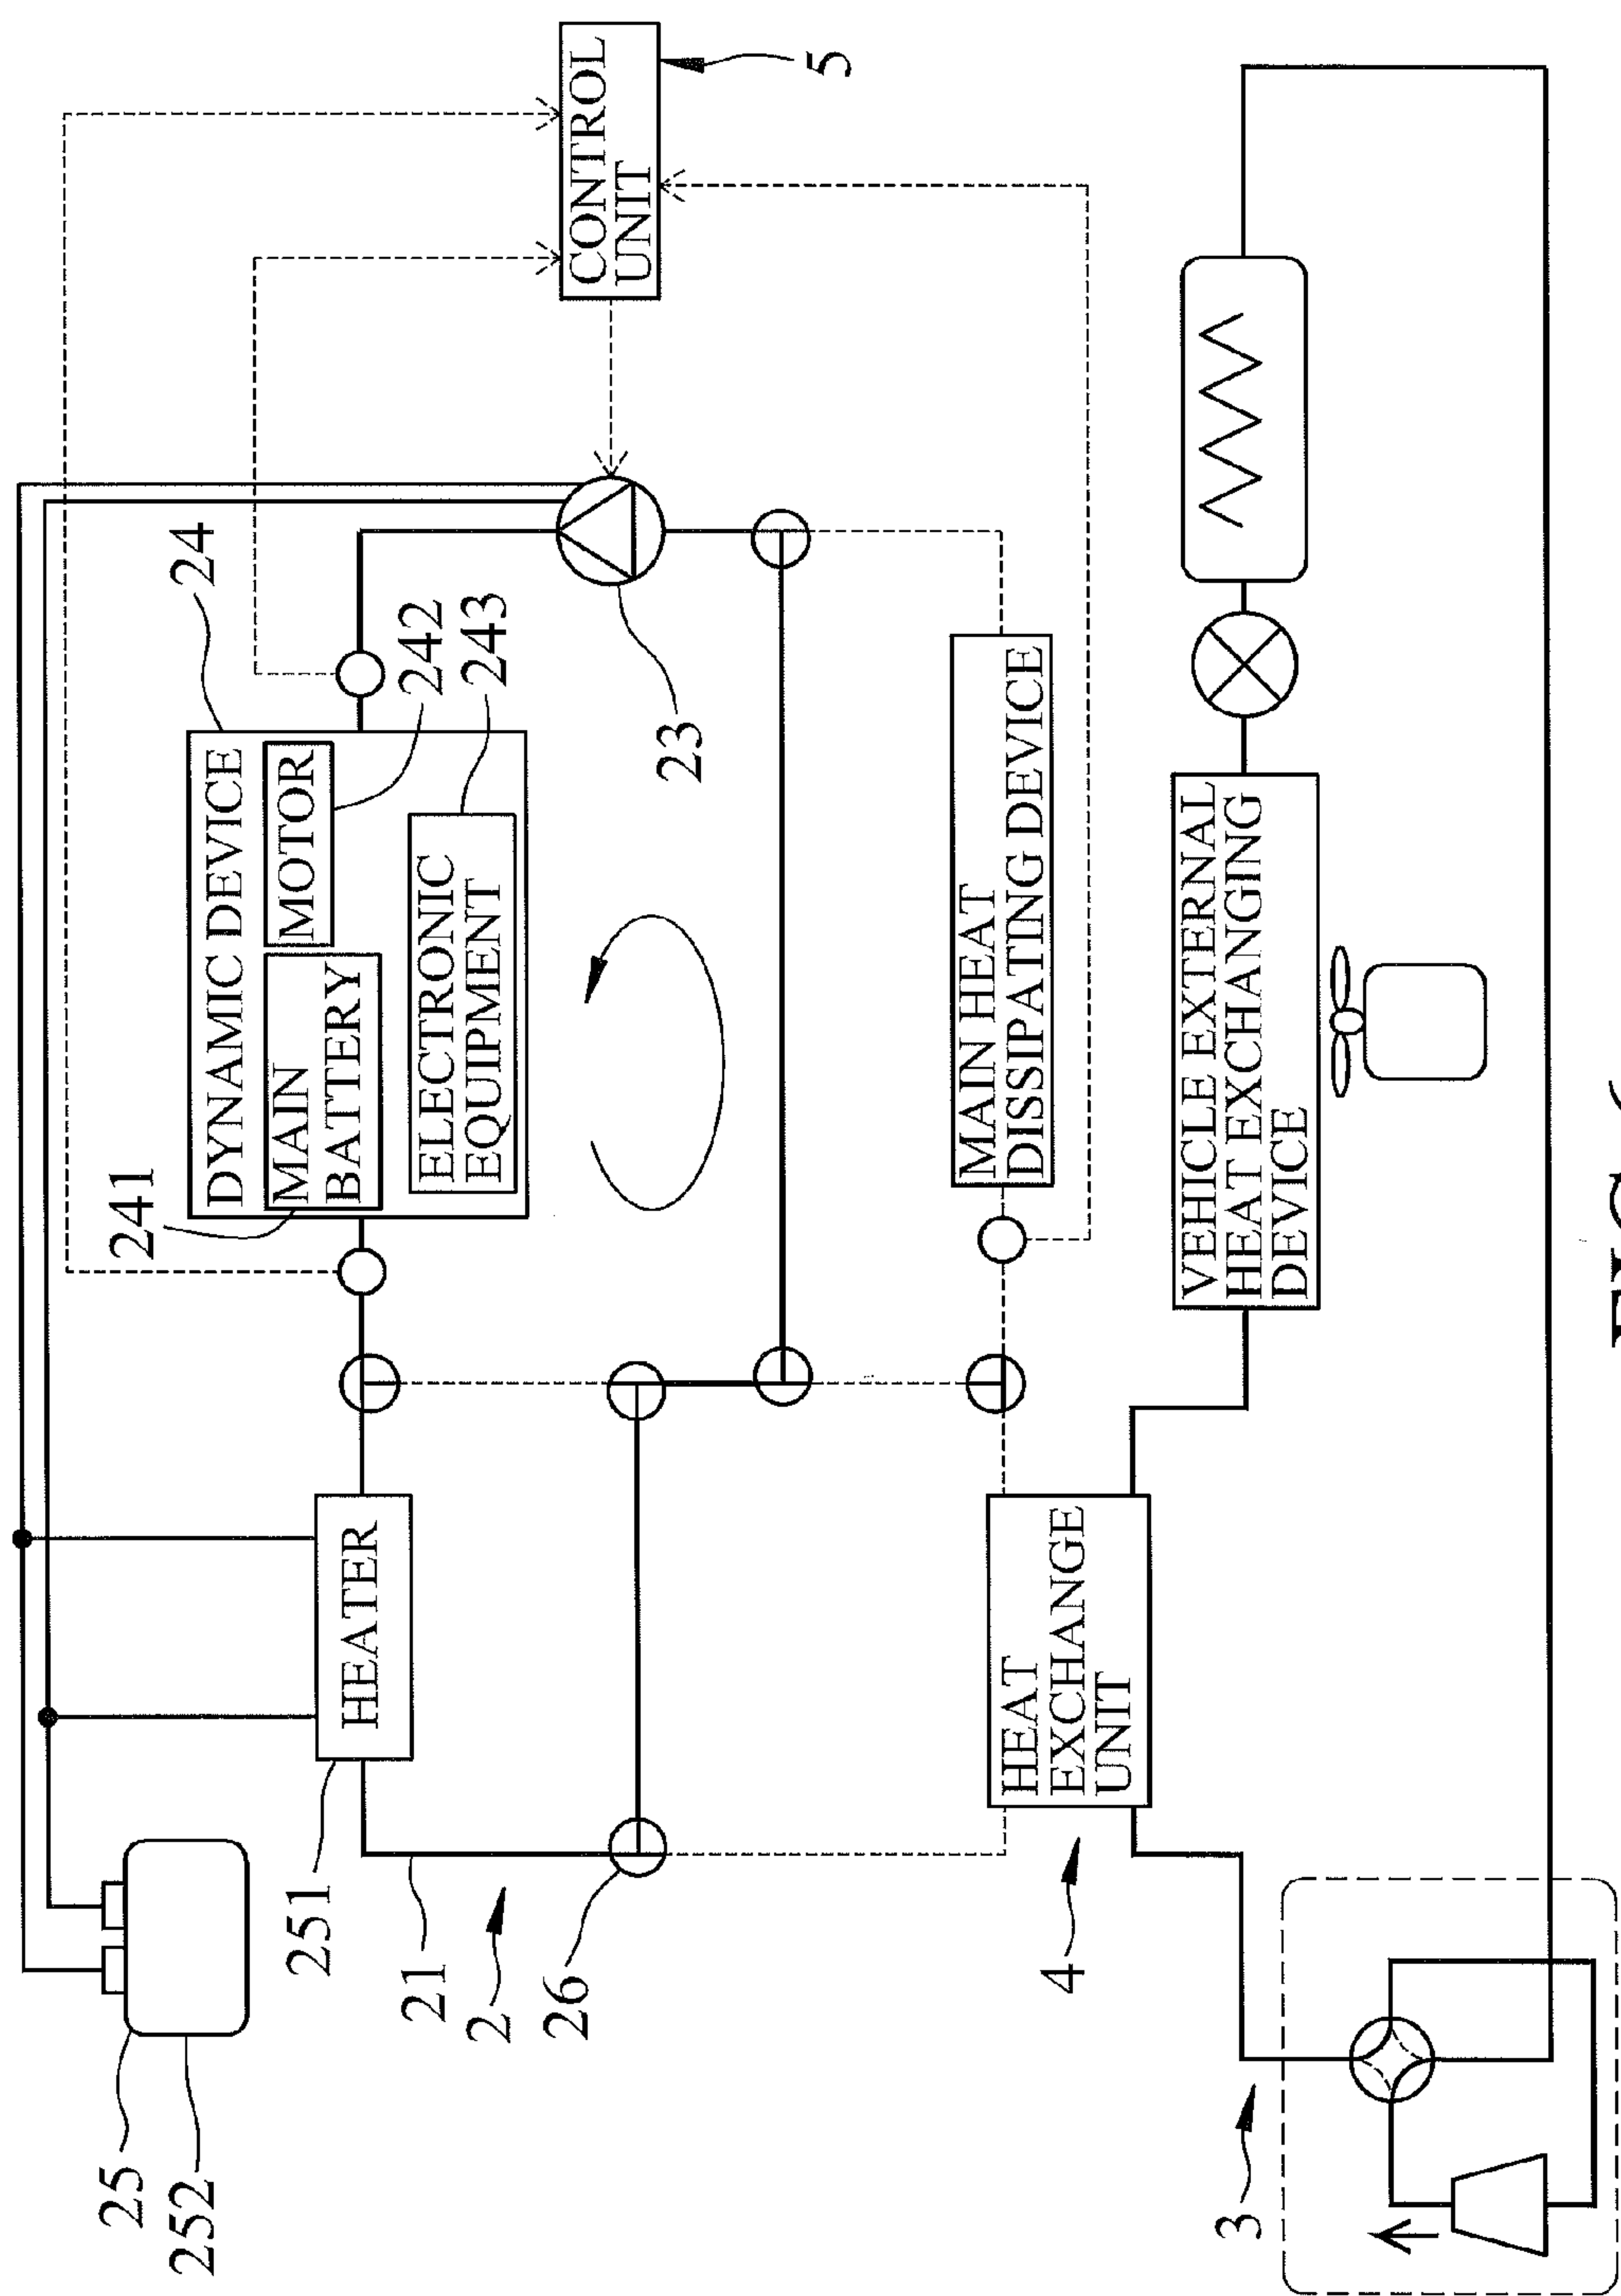 25
252
251
HEATER
241
24
DYNAMIC DEVICE
MAIN
BATTERY
MOTOR
242
243
ELECTRONIC
EQUIPMENT
21
2
26
23
CONTROL
UNIT
5
4
HEAT
EXCHANGE
UNIT
MAIN HEAT
DISSIPATING DEVICE
3
VEHICLE EXTERNAL
HEAT EXCHANGING
DEVICE